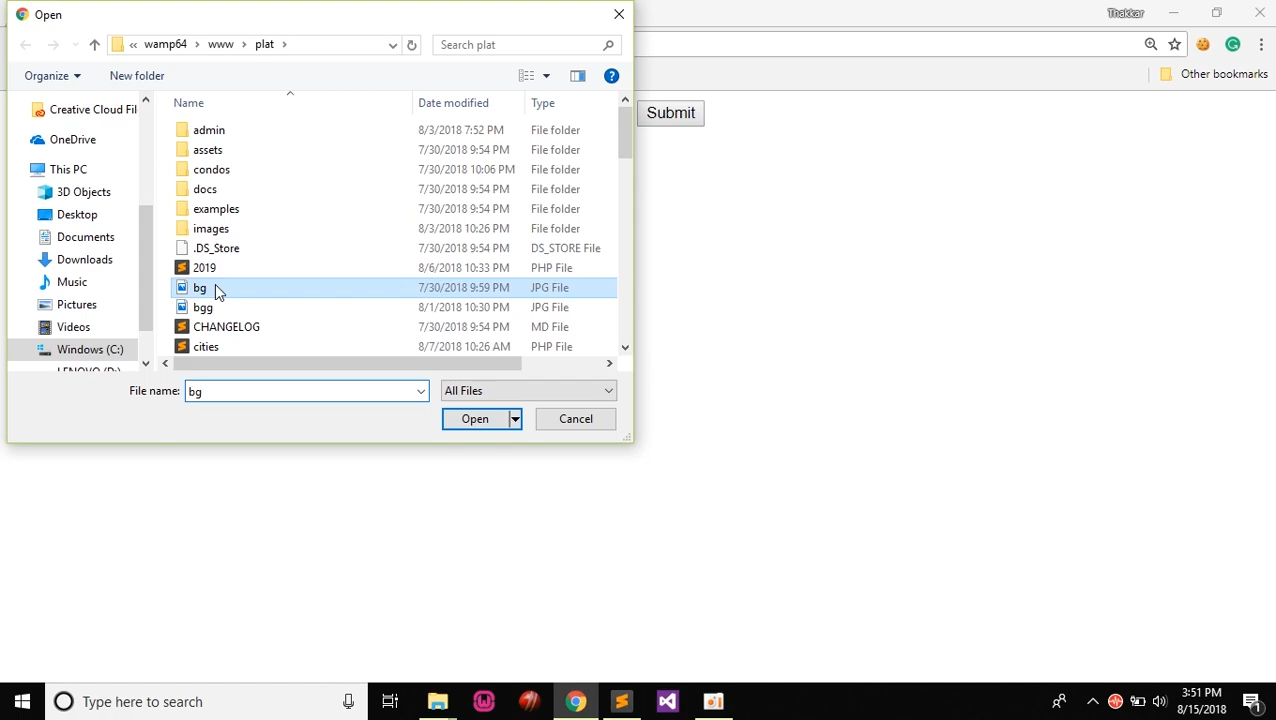 Open
Thakkar
« wamp64 › www › plat ›
Search plat
Organize
New folder
Other bookmarks
Creative Cloud Fil
OneDrive
This PC
3D Objects
Desktop
Documents
Downloads
Music
Pictures
Videos
Windows (C:)
LENOVO (D:)
Name Date modified Type
admin 8/3/2018 7:52 PM File folder
assets 7/30/2018 9:54 PM File folder
condos 7/30/2018 10:06 PM File folder
docs 7/30/2018 9:54 PM File folder
examples 7/30/2018 9:54 PM File folder
images 8/3/2018 10:26 PM File folder
.DS_Store 7/30/2018 9:54 PM DS_STORE File
2019 8/6/2018 10:33 PM PHP File
bg 7/30/2018 9:59 PM JPG File
bgg 8/1/2018 10:30 PM JPG File
CHANGELOG 7/30/2018 9:54 PM MD File
cities 8/7/2018 10:26 AM PHP File
Submit
File name: bg
All Files
Open
Cancel
Type here to search
3:51 PM
8/15/2018
1